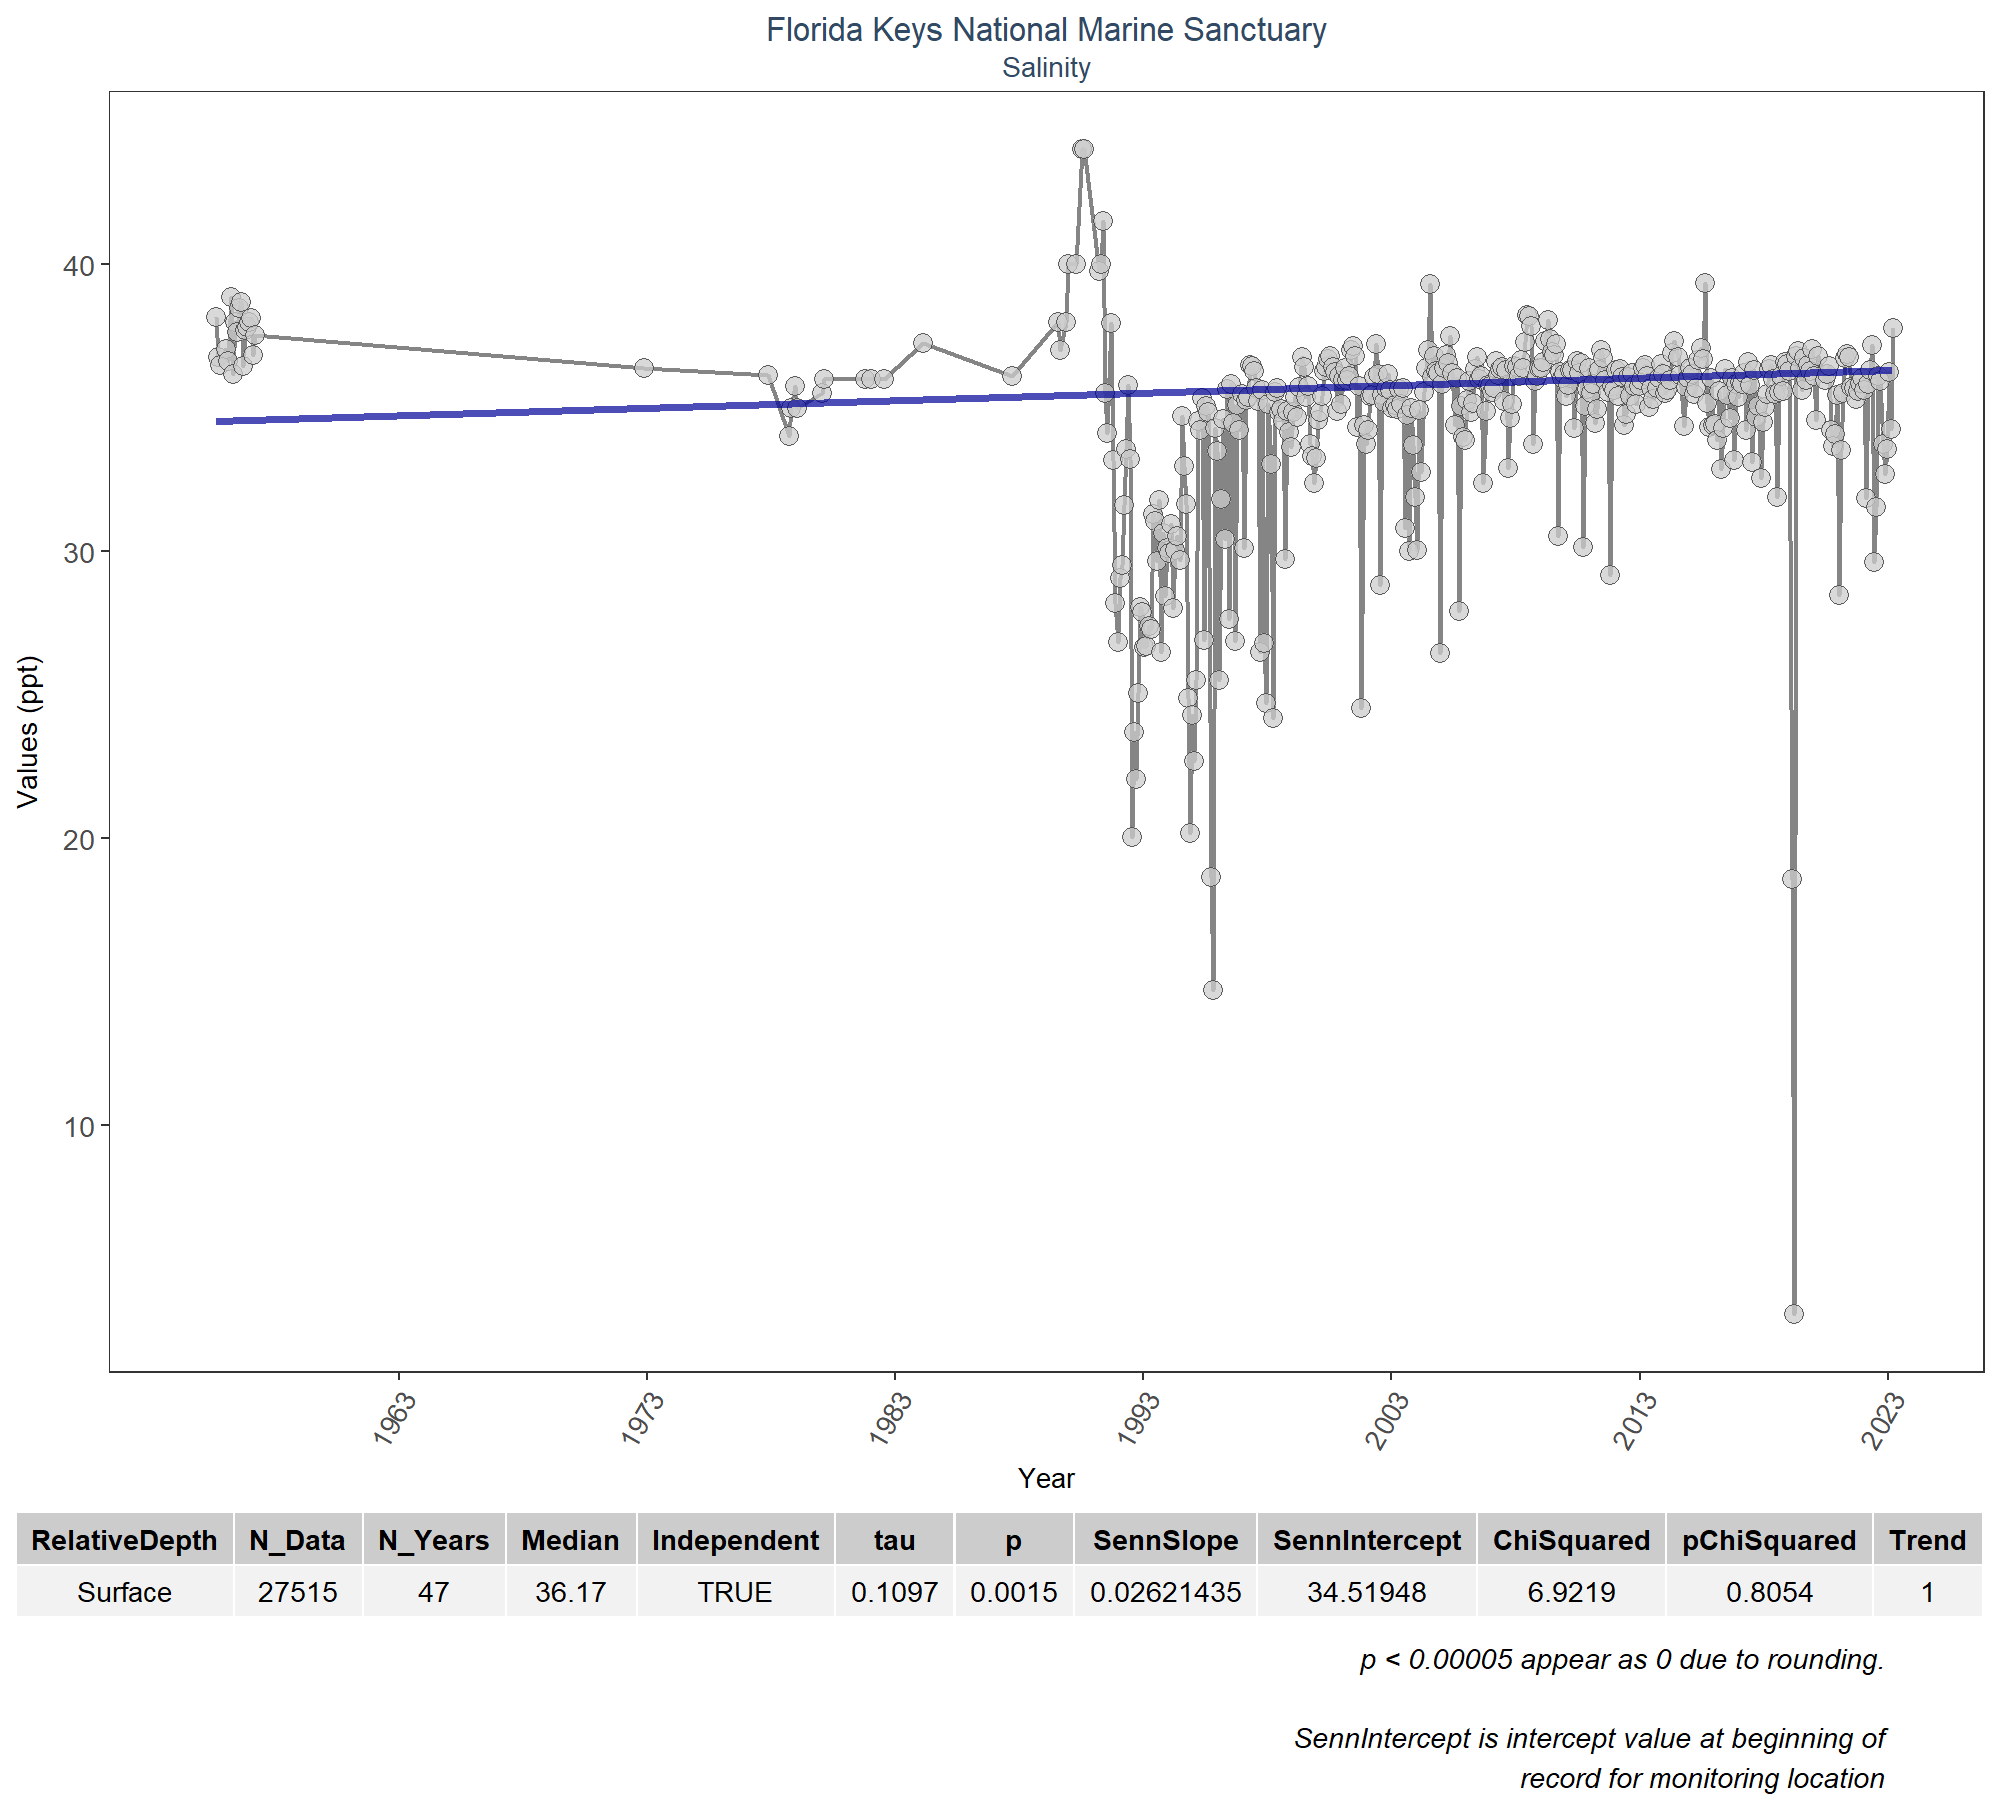 Florida Keys National Marine Sanctuary
Salinity
Values (ppt)
40
30
20
10
1963 1973 1983 1993 2003 2013 2023
Year
RelativeDepth N_Data N_Years Median Independent tau p SennSlope SennIntercept ChiSquared pChiSquared Trend
Surface 27515 47 36.17 TRUE 0.1097 0.0015 0.02621435 34.51948 6.9219 0.8054 1
p < 0.00005 appear as 0 due to rounding.
SennIntercept is intercept value at beginning of
record for monitoring location